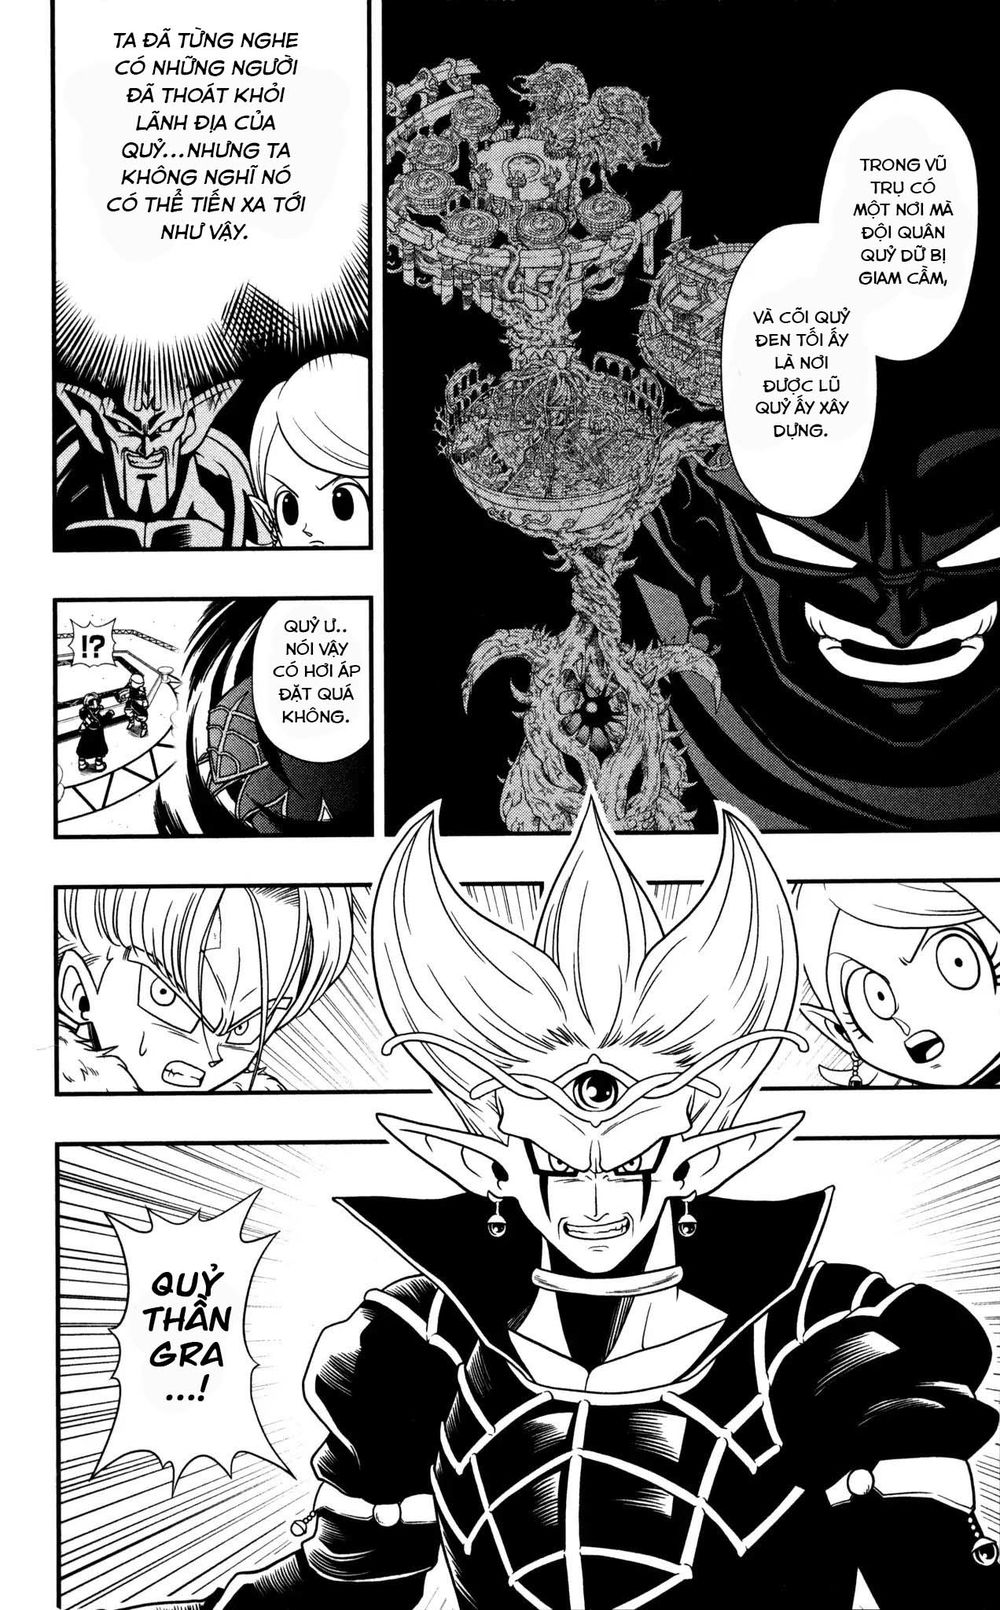 TRONG VŨ
TRỤ CÓ
MỘT NƠI MÀ
ĐỘI QUÂN
QUỶ DỮ BỊ
GIAM CẦM,
VÀ CÕI QUỶ
ĐEN TỐI ẤY
LÀ NƠI
ĐƯỢC LŨ
QUỶ ẤY XÂY
DỰNG.
TA ĐÃ TỪNG NGHE
CÓ NHỮNG NGƯỜI
ĐÃ THOÁT KHỎI
LÃNH ĐỊA CỦA
QUỶ...NHƯNG TA
KHÔNG NGHĨ NÓ
CÓ THỂ TIẾN XA TỚI
NHƯ VẬY.
QUỶ Ư..
NÓI VẬY
CÓ HƠI ÁP
ĐẶT QUÁ
KHÔNG.
!?
QUỶ
THẦN
GRA
...!